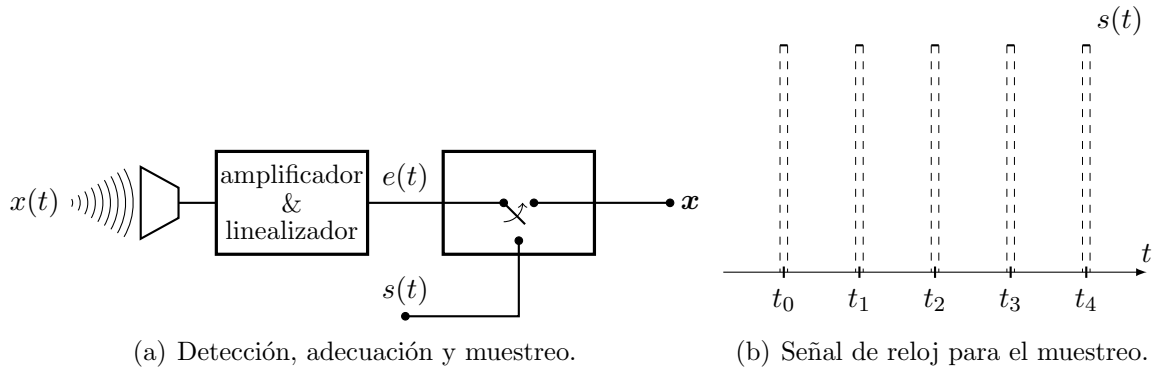 s(t)
x(t)
amplificador
&
linealizador
e(t)
x
s(t)
t
t₀ t₁ t₂ t₃ t₄
(a) Detección, adecuación y muestreo.
(b) Señal de reloj para el muestreo.